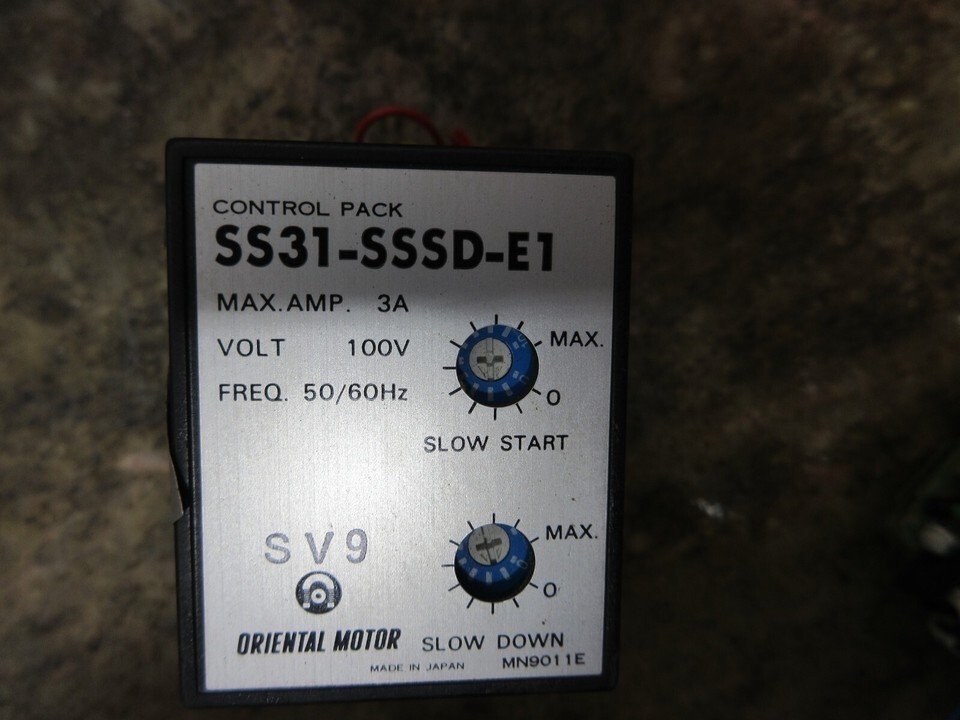 CONTROL PACK
SS31-SSSD-E1
MAX. AMP. 3A
VOLT 100V
FREQ. 50/60Hz
MAX.
0
SLOW START
SV9
MAX.
0
ORIENTAL MOTOR
SLOW DOWN
MADE IN JAPAN
MN9011E